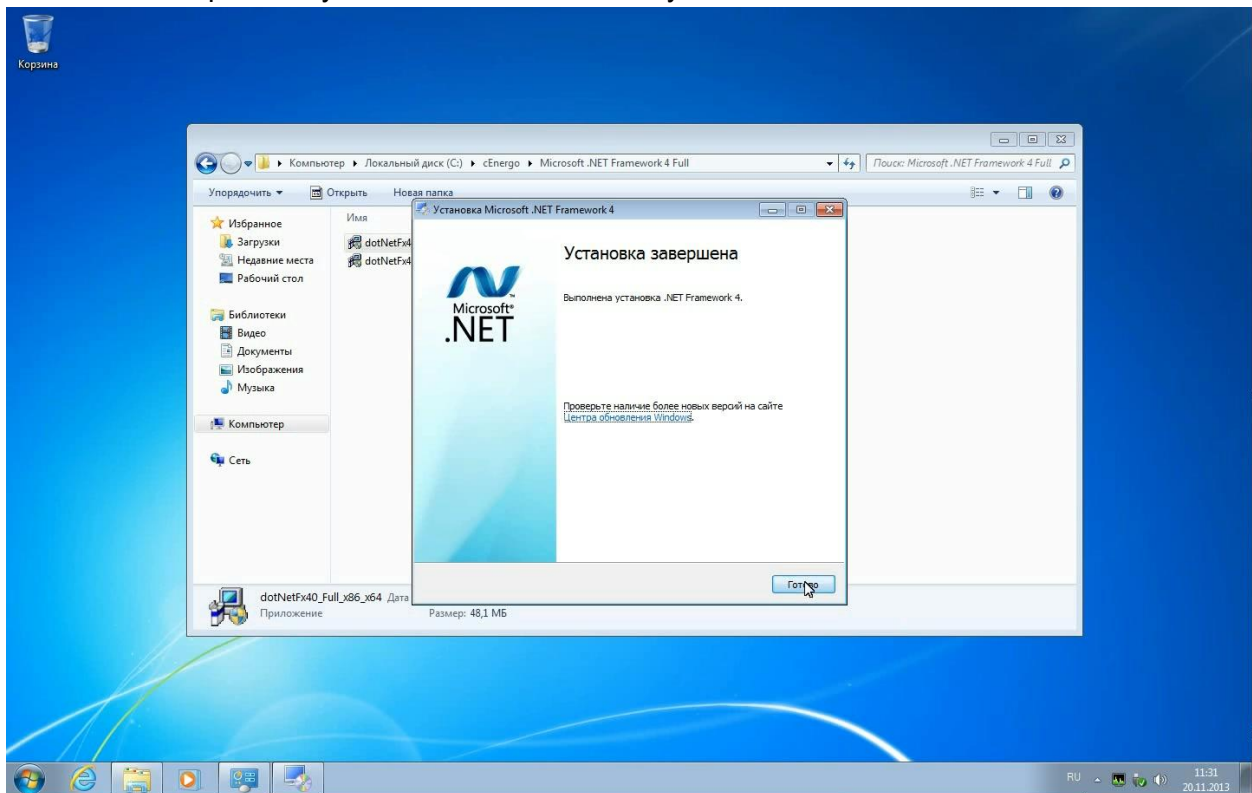 Корзина
Компьютер ▸ Локальный диск (C:) ▸ cEnergo ▸ Microsoft .NET Framework 4 Full
Поиск: Microsoft .NET Framework 4 Full
Упорядочить
Открыть
Новая папка
Избранное
Загрузки
Недавние места
Рабочий стол
Библиотеки
Видео
Документы
Изображения
Музыка
Компьютер
Сеть
Имя
dotNetFx4
dotNetFx4
Установка Microsoft .NET Framework 4
Microsoft®
.NET
Установка завершена
Выполнена установка .NET Framework 4.
Проверьте наличие более новых версий на сайте
Центра обновления Windows.
Готово
dotNetFx40_Full_x86_x64 Дата
Приложение
Размер: 48,1 МБ
RU
11:31
20.11.2013